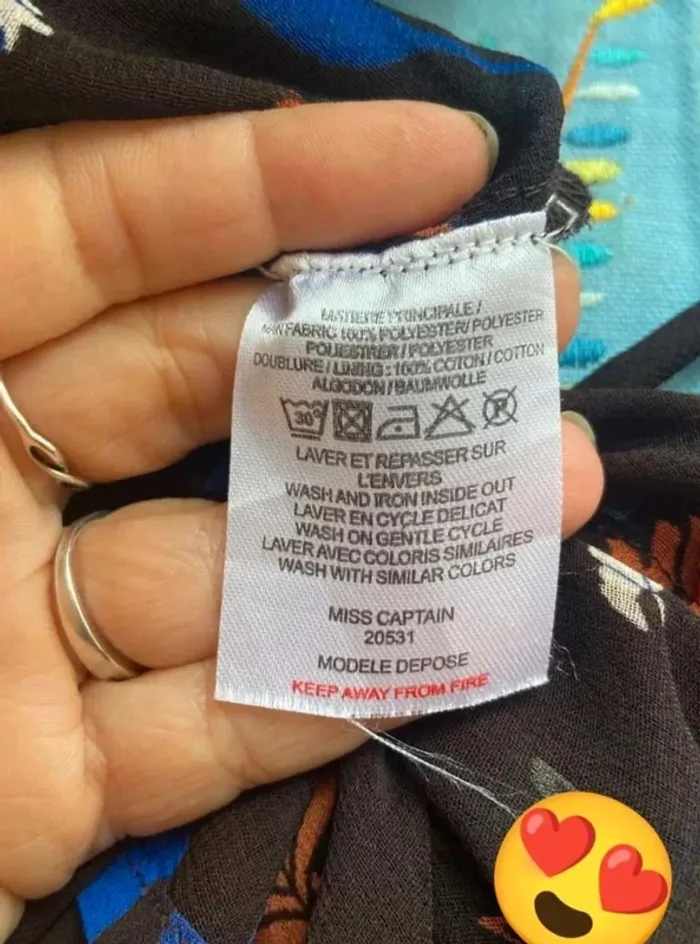 PRINCIPALE /
FABRIC 100% POLYESTER/ POLYESTER
POLIESTER / POLYESTER
DOUBLURE / LINING : 100% COTON / COTTON
ALGODON / BAUMWOLLE
30°
LAVER ET REPASSER SUR
L'ENVERS
WASH AND IRON INSIDE OUT
LAVER EN CYCLE DELICAT
WASH ON GENTLE CYCLE
LAVER AVEC COLORIS SIMILAIRES
WASH WITH SIMILAR COLORS
MISS CAPTAIN
20531
MODELE DEPOSE
KEEP AWAY FROM FIRE